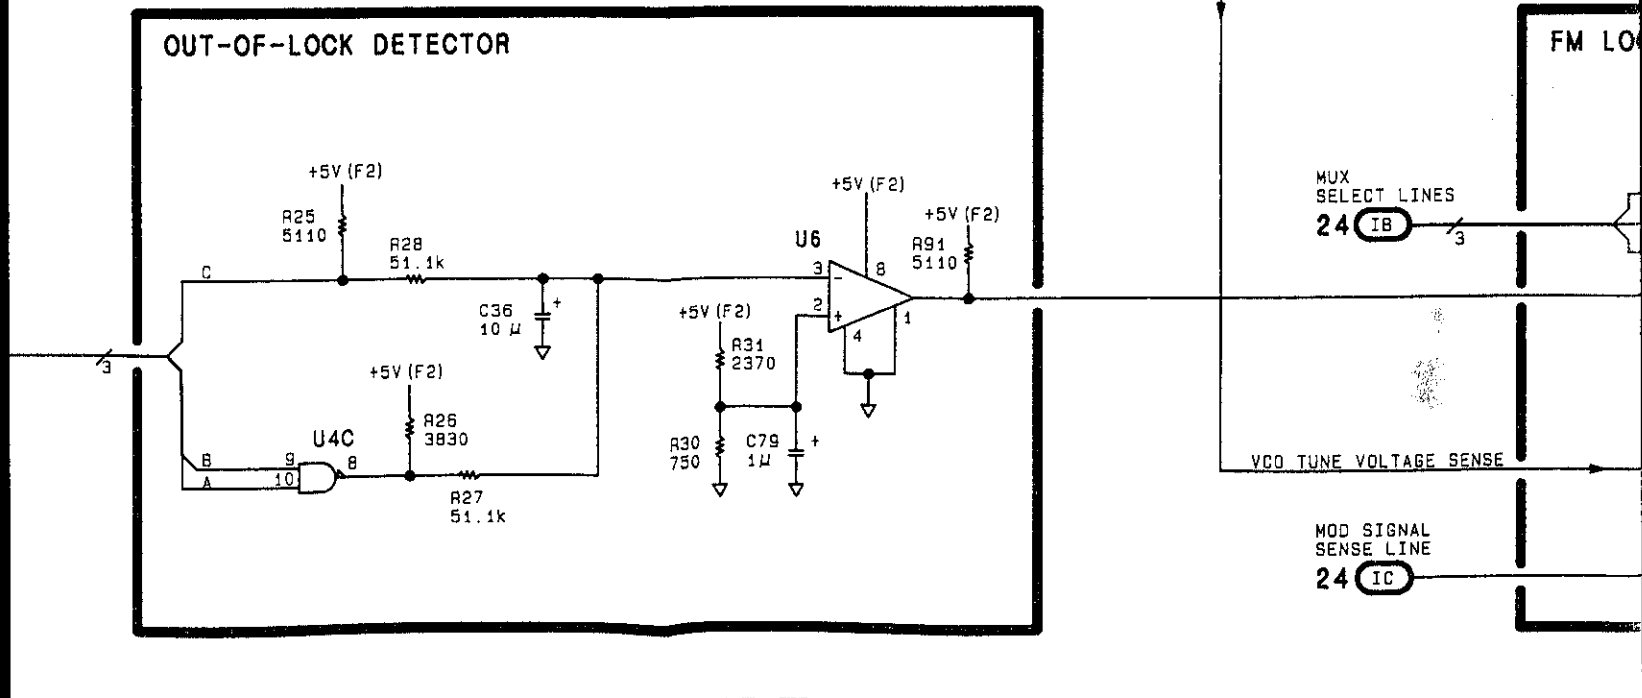 OUT-OF-LOCK DETECTOR
FM LO
+5V (F2)
+5V (F2)
MUX
SELECT LINES
24 IB
3
+5V (F2)
R25
5110
U6
R91
5110
R28
51.1k
3
8
C
-
C36
10 µ
+
+5V (F2)
2
+
1
4
R31
2370
3
+5V (F2)
R26
3830
U4C
R30
750
C79
1µ
+
B
9
8
A
10
R27
51.1k
VCO TUNE VOLTAGE SENSE
MOD SIGNAL
SENSE LINE
24 IC